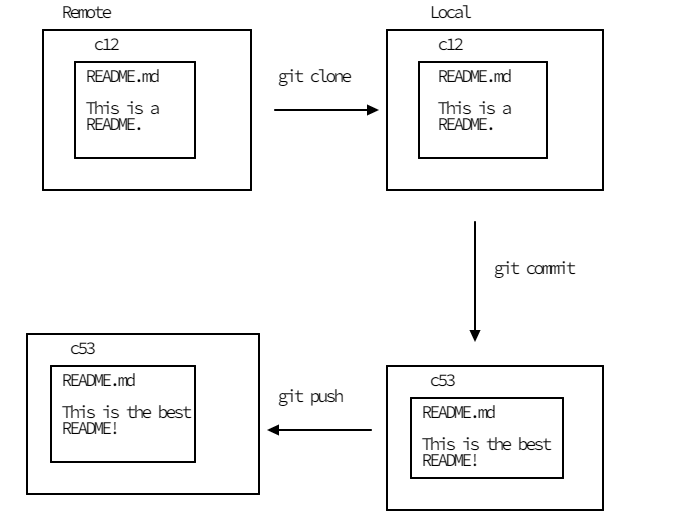 Remote
Local
c12
c12
README.md
This is a
README.
git clone
README.md
This is a
README.
git commit
c53
README.md
This is the best
README!
git push
c53
README.md
This is the best
README!